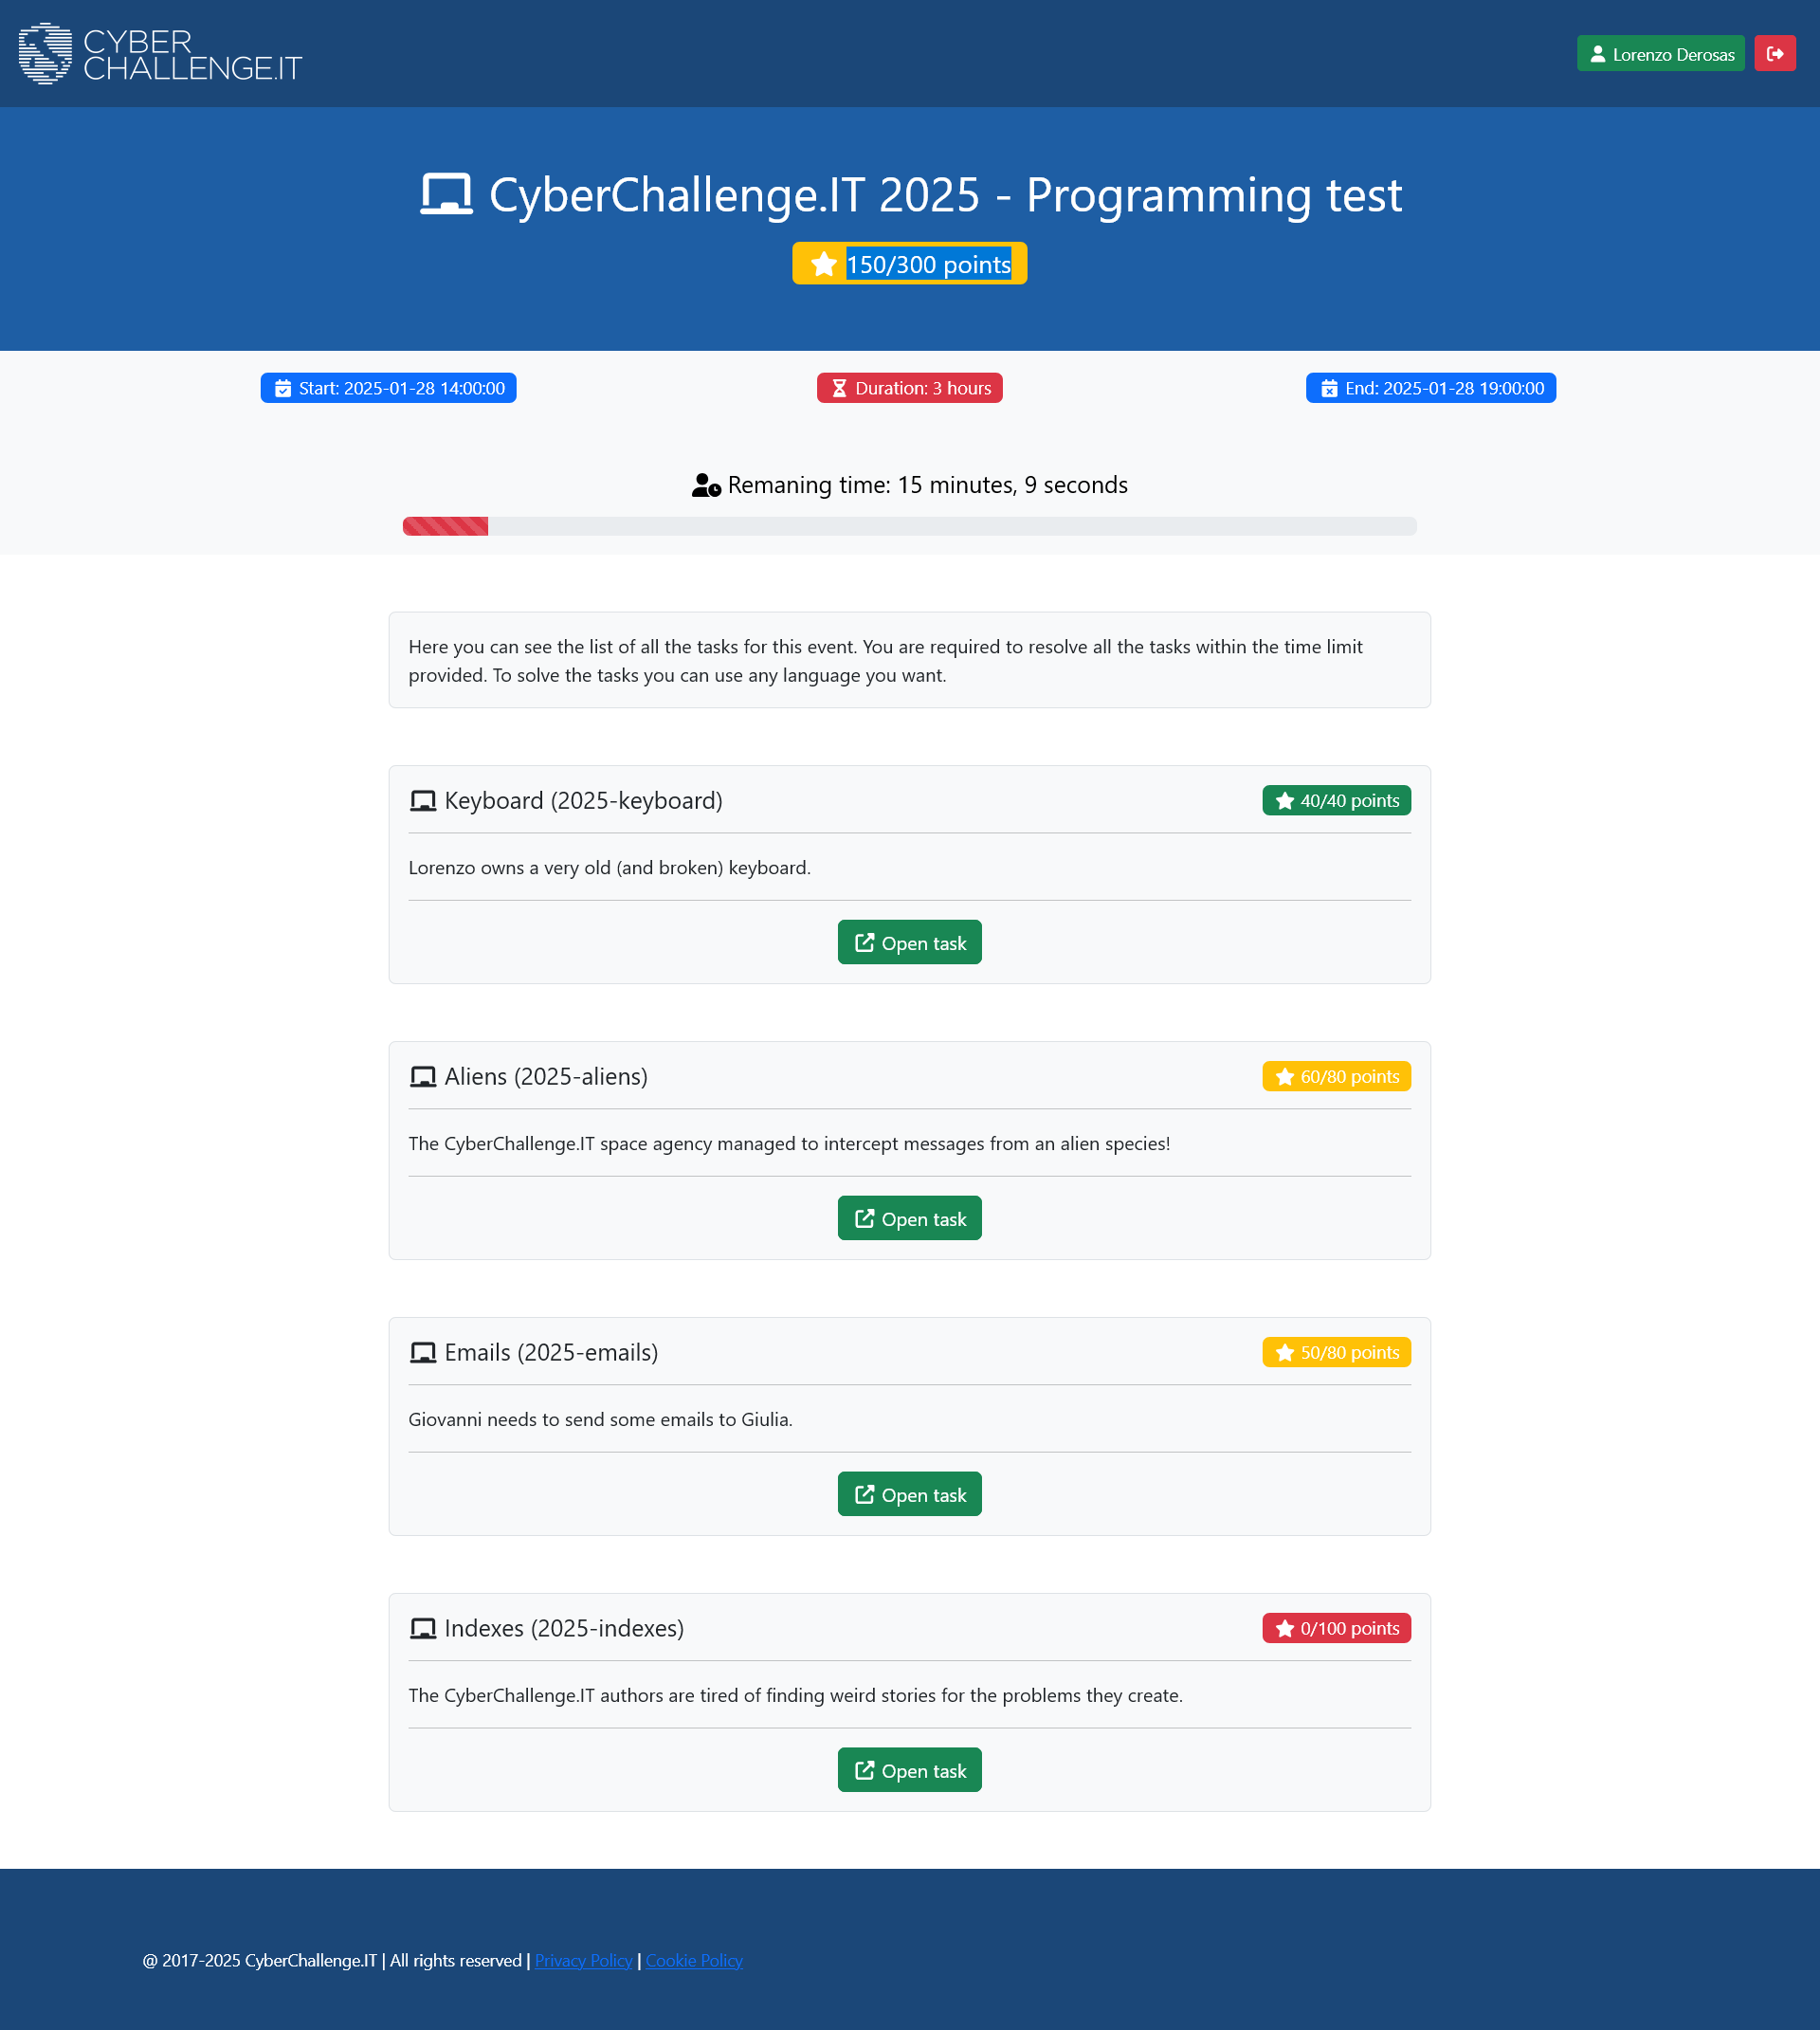 CYBER
CHALLENGE.IT
Lorenzo Derosas
CyberChallenge.IT 2025 - Programming test
150/300 points
Start: 2025-01-28 14:00:00
Duration: 3 hours
End: 2025-01-28 19:00:00
Remaning time: 15 minutes, 9 seconds
Here you can see the list of all the tasks for this event. You are required to resolve all the tasks within the time limit
provided. To solve the tasks you can use any language you want.
Keyboard (2025-keyboard)
40/40 points
Lorenzo owns a very old (and broken) keyboard.
Open task
Aliens (2025-aliens)
60/80 points
The CyberChallenge.IT space agency managed to intercept messages from an alien species!
Open task
Emails (2025-emails)
50/80 points
Giovanni needs to send some emails to Giulia.
Open task
Indexes (2025-indexes)
0/100 points
The CyberChallenge.IT authors are tired of finding weird stories for the problems they create.
Open task
@ 2017-2025 CyberChallenge.IT | All rights reserved | Privacy Policy | Cookie Policy